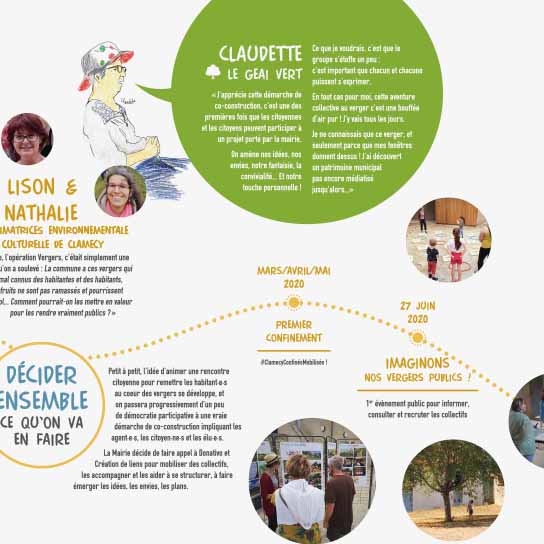 CLAUDETTE
LE GEAI VERT
« J'apprécie cette démarche de
co-construction, c'est une des
premières fois que les citoyennes
et les citoyens peuvent participer à
un projet porté par la mairie.
On amène nos idées, nos
envies, notre fantaisie, la
convivialité... Et notre
touche personnelle !
Ce que je voudrais, c'est que le
groupe s'étoffe un peu :
c'est important que chacun et chacune
puissent s'exprimer.
En tout cas pour moi, cette aventure
collective au verger c'est une bouffée
d'air pur ! J'y vais tous les jours.
Je ne connaissais que ce verger, et
seulement parce que mes fenêtres
donnent dessus ! J'ai découvert
un patrimoine municipal
pas encore médiatisé
jusqu'alors...»
LISON &
NATHALIE
IMATRICES ENVIRONNEMENTALE
CULTURELLE DE CLAMECY
, l'opération Vergers, c'était simplement une
qu'on a soulevé : La commune a ces vergers qui
mal connus des habitantes et des habitants,
fruits ne sont pas ramassés et pourrissent
ol... Comment pourrait-on les mettre en valeur
pour les rendre vraiment publics ? »
MARS/AVRIL/MAI
2020
PREMIER
CONFINEMENT
#ClamecyConfinéeMobilisée !
27 JUIN
2020
IMAGINONS
NOS VERGERS PUBLICS !
1er évènement public pour informer,
consulter et recruter les collectifs
DÉCIDER
ENSEMBLE
CE QU'ON VA
EN FAIRE
Petit à petit, l'idée d'animer une rencontre
citoyenne pour remettre les habitant·e·s
au coeur des vergers se développe, et
on passera progressivement d'un peu
de démocratie participative à une vraie
démarche de co-construction impliquant les
agent·e·s, les citoyen·ne·s et les élu·e·s.
La Mairie décide de faire appel à Donativo et
Création de liens pour mobiliser des collectifs,
les accompagner et les aider à se structurer, à faire
émerger les idées, les envies, les plans.